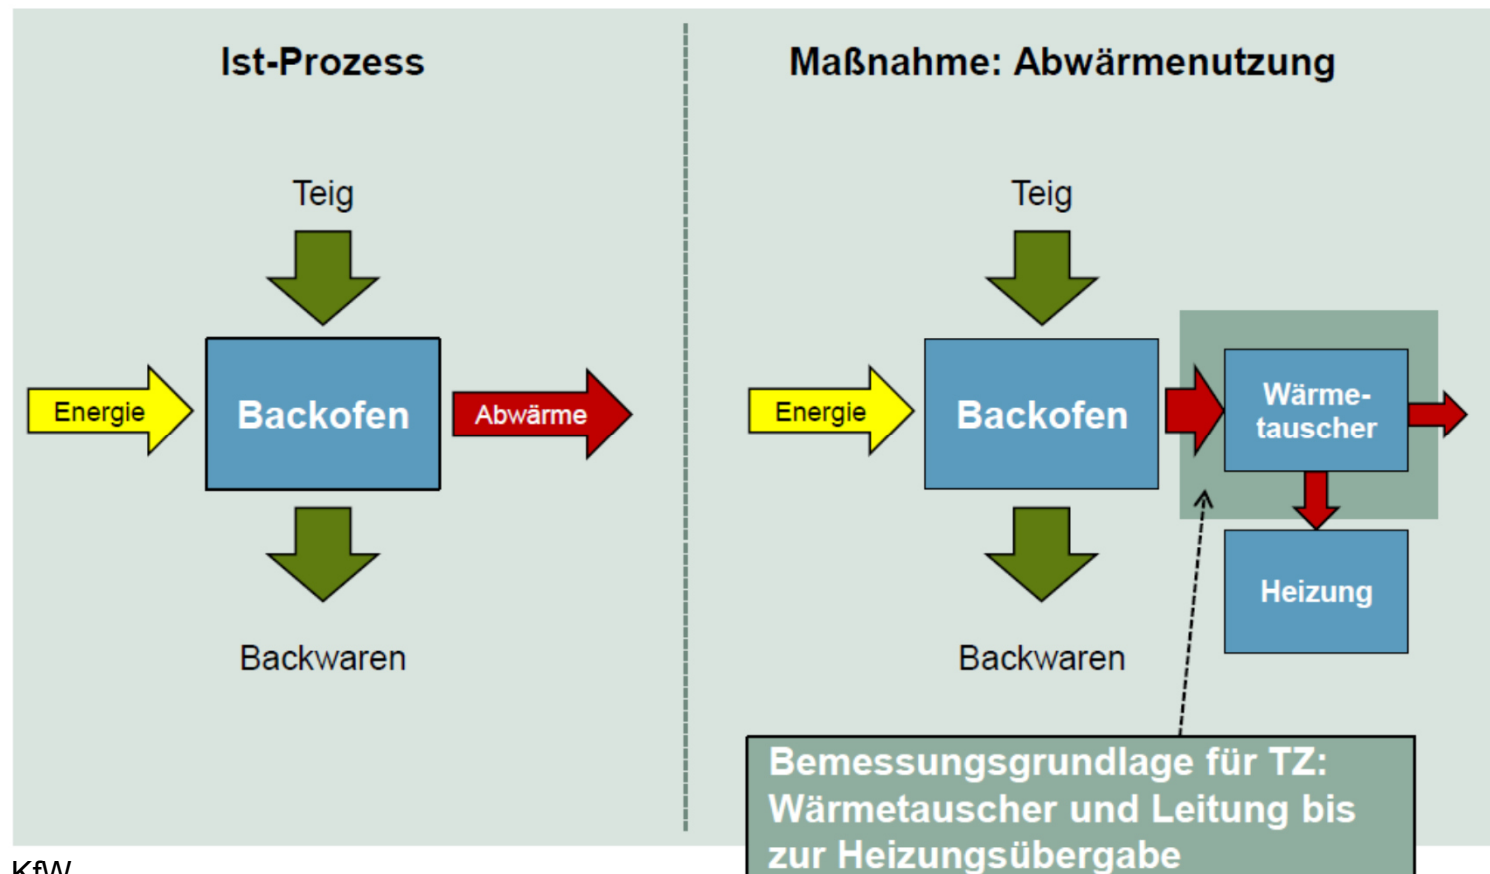 Ist-Prozess
Teig
Energie
Backofen
Abwärme
Backwaren
Maßnahme: Abwärmenutzung
Teig
Energie
Backofen
Wärme-
tauscher
Heizung
Backwaren
Bemessungsgrundlage für TZ:
Wärmetauscher und Leitung bis
zur Heizungsübergabe
KfW